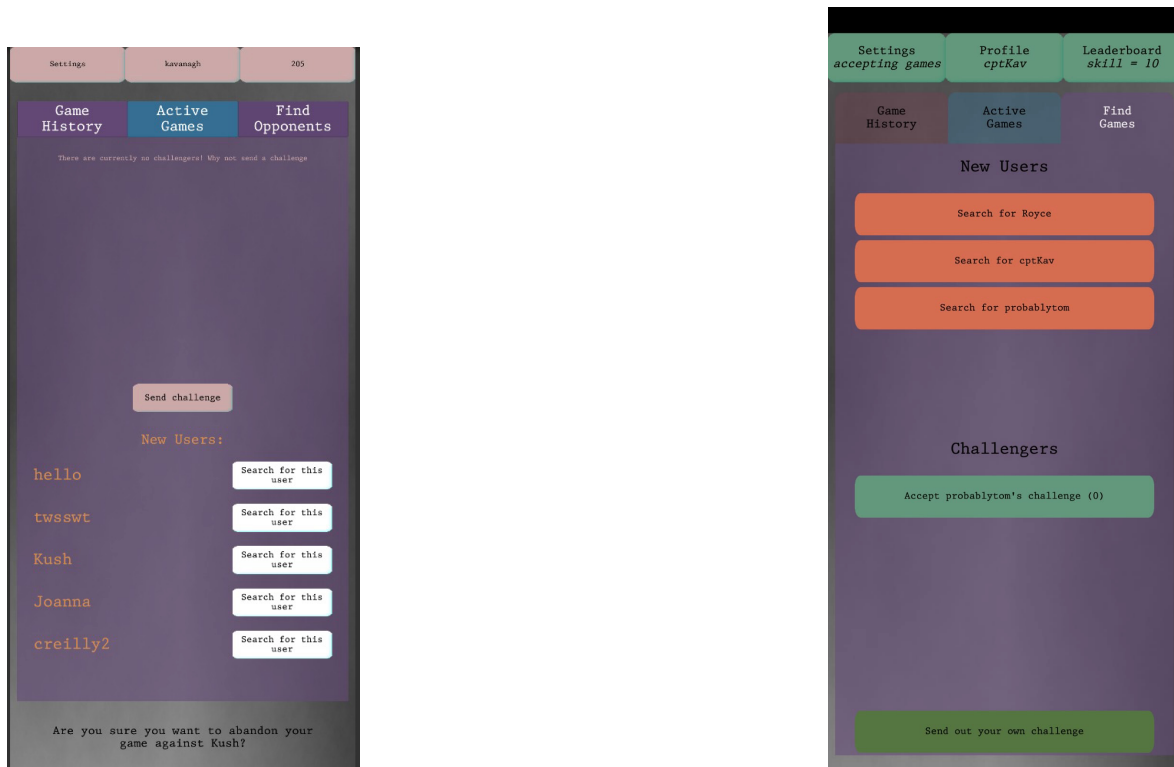 Settings
kavanagh
205
Game
History
Active
Games
Find
Opponents
There are currently no challengers! Why not send a challenge
Send challenge
New Users:
hello
Search for this
user
twsswt
Search for this
user
Kush
Search for this
user
Joanna
Search for this
user
creilly2
Search for this
user
Are you sure you want to abandon your
game against Kush?
Settings
accepting games
Profile
cptKav
Leaderboard
skill = 10
Game
History
Active
Games
Find
Games
New Users
Search for Royce
Search for cptKav
Search for probablytom
Challengers
Accept probablytom's challenge (0)
Send out your own challenge